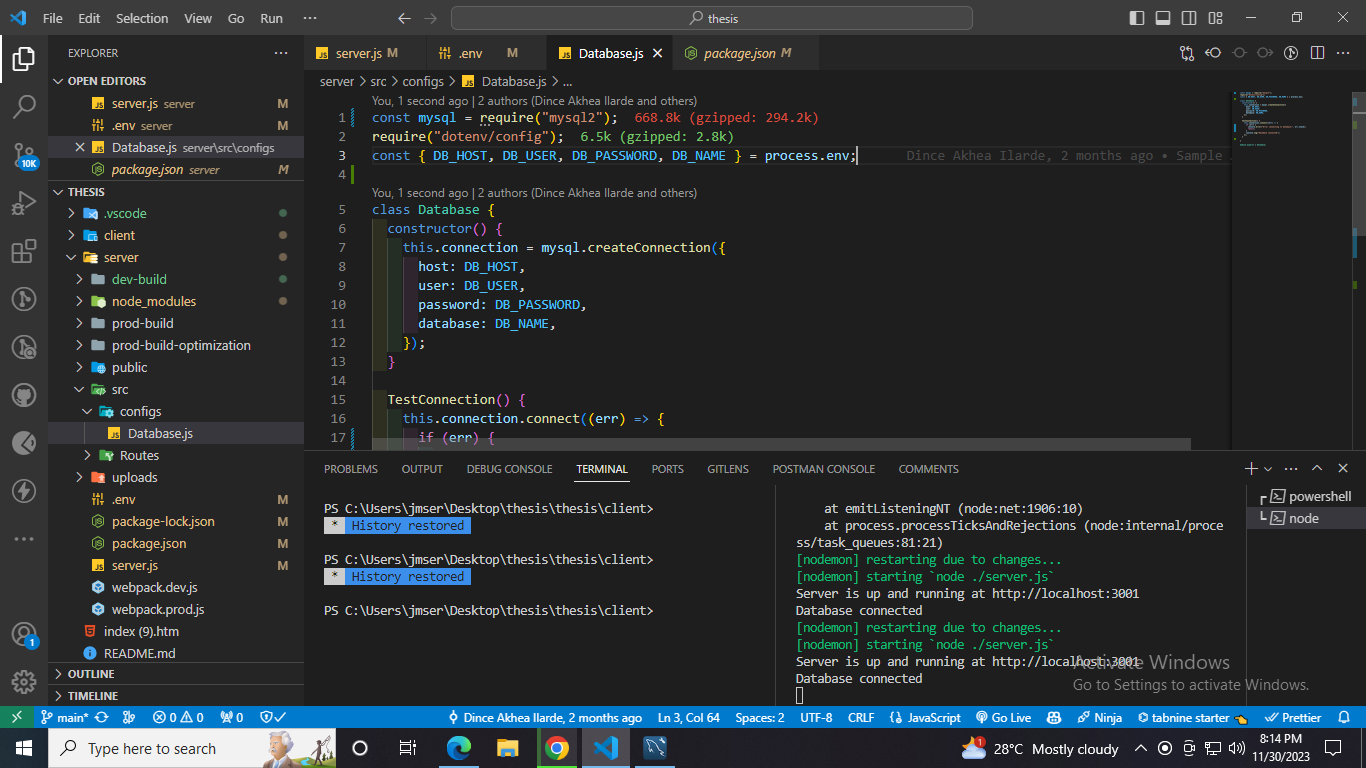 File Edit Selection View Go Run ··· thesis
EXPLORER
OPEN EDITORS
server.js server M
.env server M
Database.js server\src\configs
package.json server M
THESIS
.vscode
client
server
dev-build
node_modules
prod-build
prod-build-optimization
public
src
configs
Database.js
Routes
uploads
.env M
package-lock.json M
package.json M
server.js M
webpack.dev.js
webpack.prod.js
index (9).htm
README.md
OUTLINE
TIMELINE
10K
1
server.js M .env M Database.js package.json M
server > src > configs > Database.js > ...
You, 1 second ago | 2 authors (Dince Akhea Ilarde and others)
1 const mysql = require("mysql2"); 668.8k (gzipped: 294.2k)
2 require("dotenv/config"); 6.5k (gzipped: 2.8k)
3 const { DB_HOST, DB_USER, DB_PASSWORD, DB_NAME } = process.env; Dince Akhea Ilarde, 2 months ago • Sample
4
You, 1 second ago | 2 authors (Dince Akhea Ilarde and others)
5 class Database {
6 constructor() {
7 this.connection = mysql.createConnection({
8 host: DB_HOST,
9 user: DB_USER,
10 password: DB_PASSWORD,
11 database: DB_NAME,
12 });
13 }
14
15 TestConnection() {
16 this.connection.connect((err) => {
17 if (err) {
PROBLEMS OUTPUT DEBUG CONSOLE TERMINAL PORTS GITLENS POSTMAN CONSOLE COMMENTS
PS C:\Users\jmser\Desktop\thesis\thesis\client>
* History restored
PS C:\Users\jmser\Desktop\thesis\thesis\client>
* History restored
PS C:\Users\jmser\Desktop\thesis\thesis\client>
at emitListeningNT (node:net:1906:10)
at process.processTicksAndRejections (node:internal/proce
ss/task_queues:81:21)
[nodemon] restarting due to changes...
[nodemon] starting `node ./server.js`
Server is up and running at http://localhost:3001
Database connected
[nodemon] restarting due to changes...
[nodemon] starting `node ./server.js`
Server is up and running at http://localhost:3001
Database connected
powershell
node
Activate Windows
Go to Settings to activate Windows.
main* 0 0 0 Dince Akhea Ilarde, 2 months ago Ln 3, Col 64 Spaces: 2 UTF-8 CRLF {} JavaScript Go Live Ninja tabnine starter Prettier
Type here to search
1 28°C Mostly cloudy
8:14 PM
11/30/2023